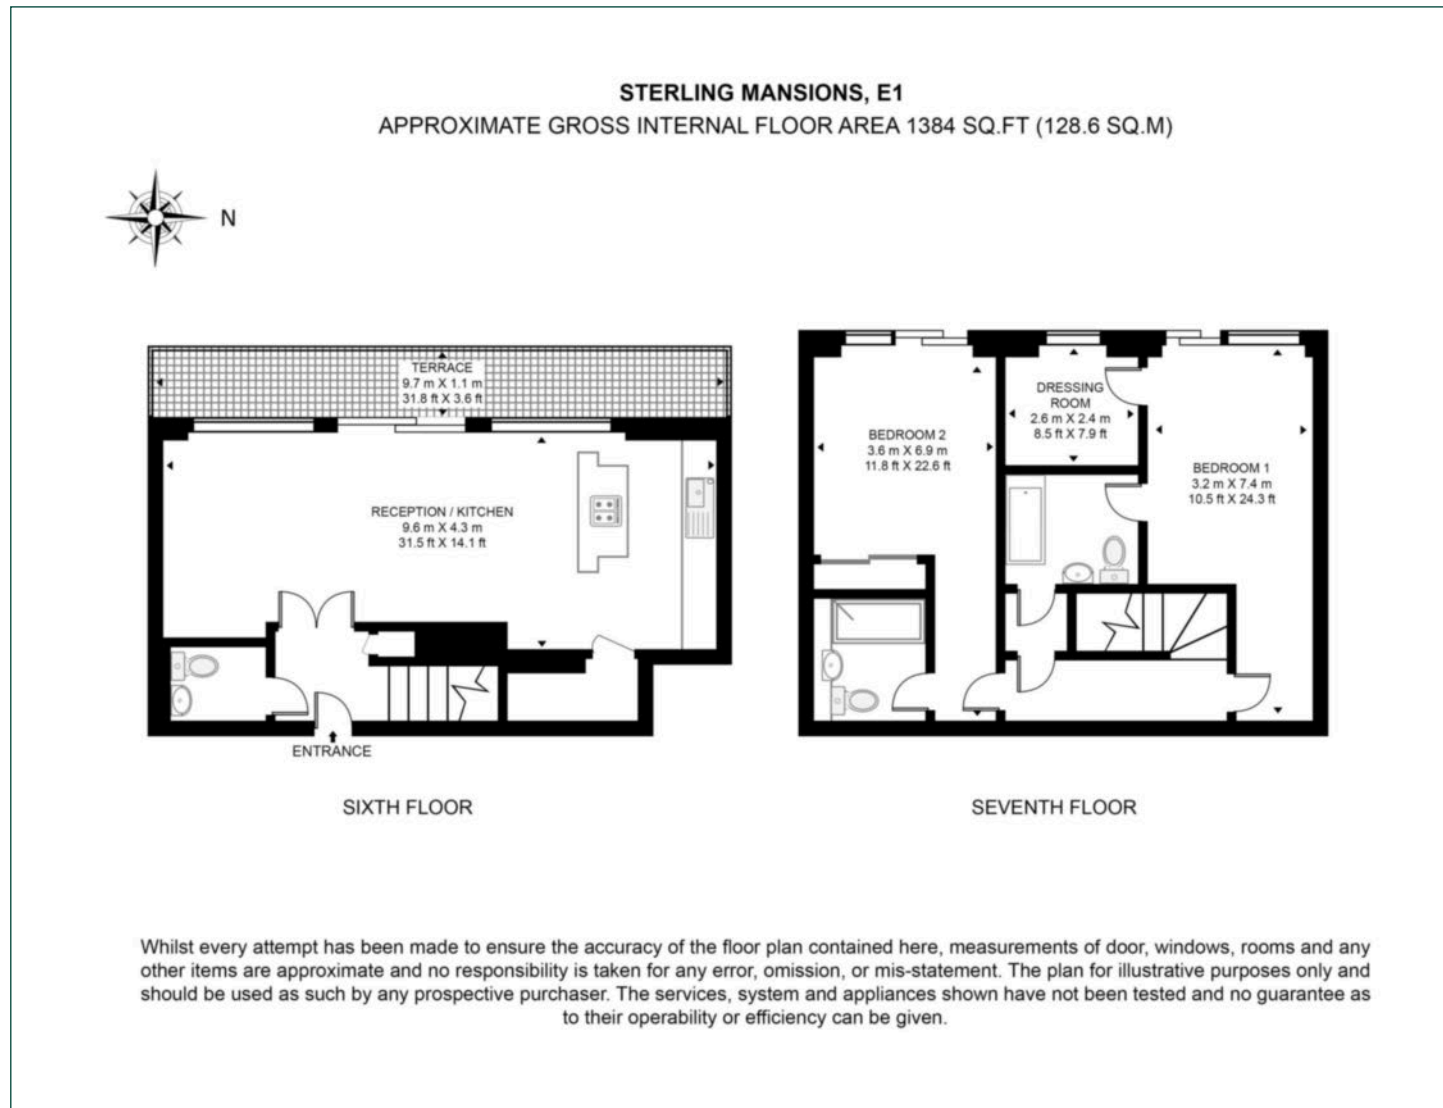 STERLING MANSIONS, E1
APPROXIMATE GROSS INTERNAL FLOOR AREA 1384 SQ.FT (128.6 SQ.M)
N
TERRACE
9.7 m X 1.1 m
31.8 ft X 3.6 ft
RECEPTION / KITCHEN
9.6 m X 4.3 m
31.5 ft X 14.1 ft
ENTRANCE
SIXTH FLOOR
BEDROOM 2
3.6 m X 6.9 m
11.8 ft X 22.6 ft
DRESSING
ROOM
2.6 m X 2.4 m
8.5 ft X 7.9 ft
BEDROOM 1
3.2 m X 7.4 m
10.5 ft X 24.3 ft
SEVENTH FLOOR
Whilst every attempt has been made to ensure the accuracy of the floor plan contained here, measurements of door, windows, rooms and any
other items are approximate and no responsibility is taken for any error, omission, or mis-statement. The plan for illustrative purposes only and
should be used as such by any prospective purchaser. The services, system and appliances shown have not been tested and no guarantee as
to their operability or efficiency can be given.